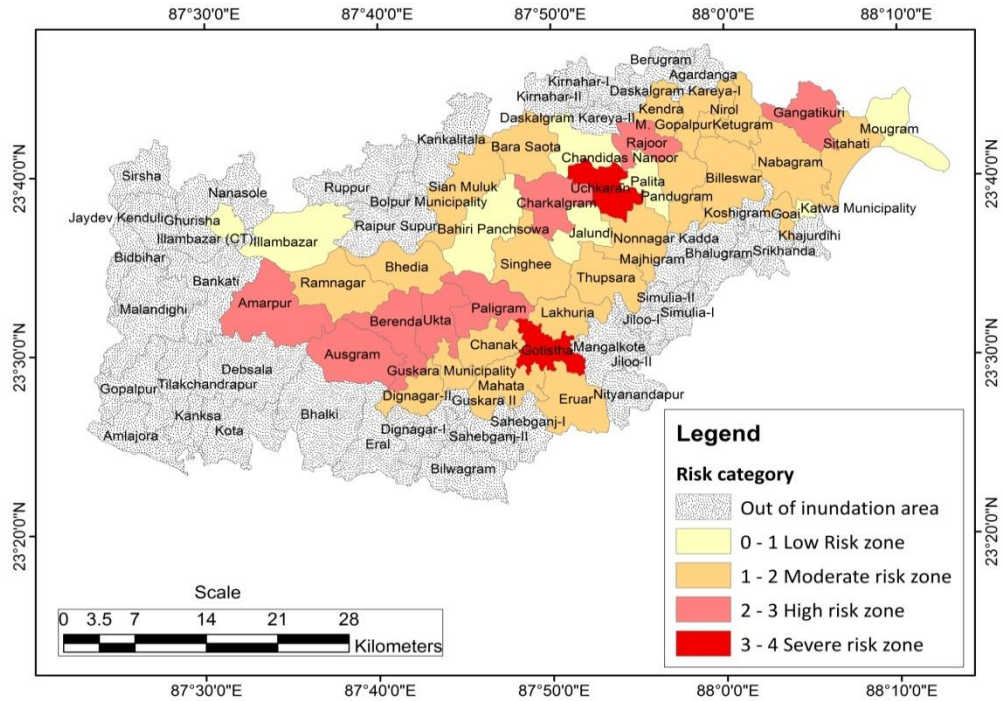 87°30'0"E 87°40'0"E 87°50'0"E 88°0'0"E 88°10'0"E
Berugram
Kirnahar-I Agardanga
Kirnahar-II Daskalgram Kareya-I
Kendra Nirol Gangatikuri
Daskalgram Kareya-II M. Gopalpur Ketugram Mougram
Kankalitala Bara Saota Rajoor Sitahati
Chandidas Nanoor Nabagram
23°40'0"N 23°40'0"N
Sirsha Nanasole Ruppur Sian Muluk Uchkaran Palita Billeswar
Bolpur Municipality Charkalgram Pandugram
Jaydev Kenduli Ghurisha Koshigram Goai Katwa Municipality
Illambazar (CT) Illambazar Raipur Supur Bahiri Panchsowa Jalundi Nonnagar Kadda Khajurdihi
Bidbihar Bhedia Singhee Majhigram Bhalugram Srikhanda
Bankati Ramnagar Thupsara
Malandighi Amarpur Paligram Lakhuria Simulia-II
Berenda Ukta Jiloo-I Simulia-I
23°30'0"N 23°30'0"N
Ausgram Chanak Gotistha Mangalkote
Debsala Guskara Municipality Jiloo-II
Gopalpur Tilakchandrapur Dignagar-II Mahata Eruar Nityanandapur
Guskara II
Kanksa Bhalki Sahebganj-I
Amlajora Kota Dignagar-I Sahebganj-II
Eral
Bilwagram
23°20'0"N 23°20'0"N
Legend
Risk category
Out of inundation area
0 - 1 Low Risk zone
1 - 2 Moderate risk zone
2 - 3 High risk zone
3 - 4 Severe risk zone
Scale
0 3.5 7 14 21 28
Kilometers
87°30'0"E 87°40'0"E 87°50'0"E 88°0'0"E 88°10'0"E